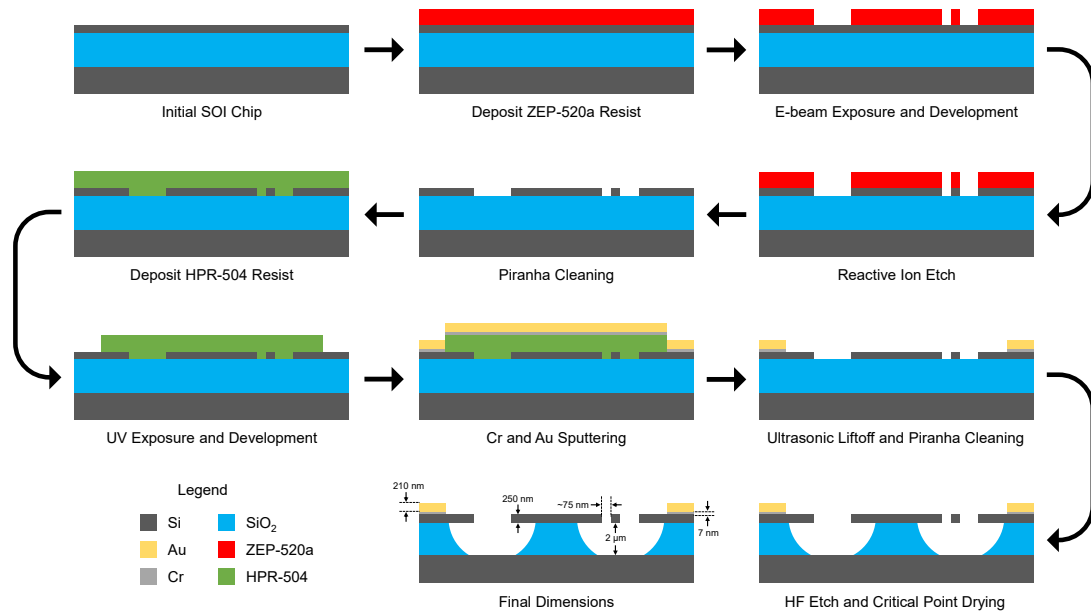 Initial SOI Chip
Deposit ZEP-520a Resist
E-beam Exposure and Development
Deposit HPR-504 Resist
Piranha Cleaning
Reactive Ion Etch
UV Exposure and Development
Cr and Au Sputtering
Ultrasonic Liftoff and Piranha Cleaning
Legend
Si
SiO₂
Au
ZEP-520a
Cr
HPR-504
210 nm
250 nm
~75 nm
2 µm
7 nm
Final Dimensions
HF Etch and Critical Point Drying